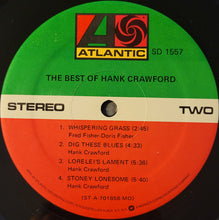 ATLANTIC
SD 1557
THE BEST OF HANK CRAWFORD
STEREO
TWO
1. WHISPERING GRASS (2:45)
Fred Fisher-Doris Fisher
2. DIG THESE BLUES (4:33)
Hank Crawford
3. LORELEI'S LAMENT (5:36)
Hank Crawford
4. STONEY LONESOME (5:40)
Hank Crawford
(ST-A-701858 MO)